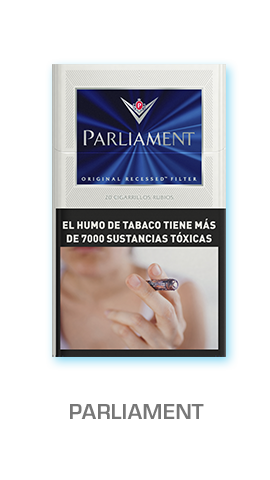 PARLIAMENT
ORIGINAL RECESSED™ FILTER
20 CIGARRILLOS RUBIOS
EL HUMO DE TABACO TIENE MÁS
DE 7000 SUSTANCIAS TÓXICAS
PARLIAMENT